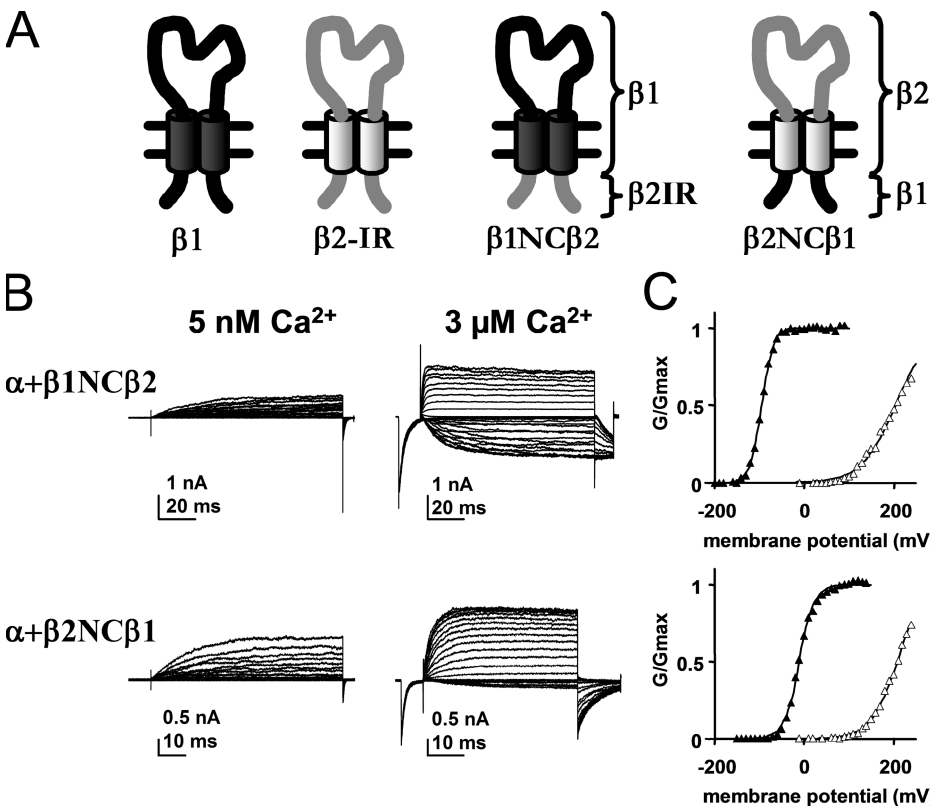 A
β1
β2
β2IR
β1
β1
β2-IR
β1NCβ2
β2NCβ1
B
C
5 nM Ca²⁺
3 µM Ca²⁺
α+β1NCβ2
1 nA
20 ms
1 nA
20 ms
G/Gmax
1
0.5
0
-200
0
200
membrane potential (mV
α+β2NCβ1
0.5 nA
10 ms
0.5 nA
10 ms
G/Gmax
1
0.5
0
-200
0
200
membrane potential (mV